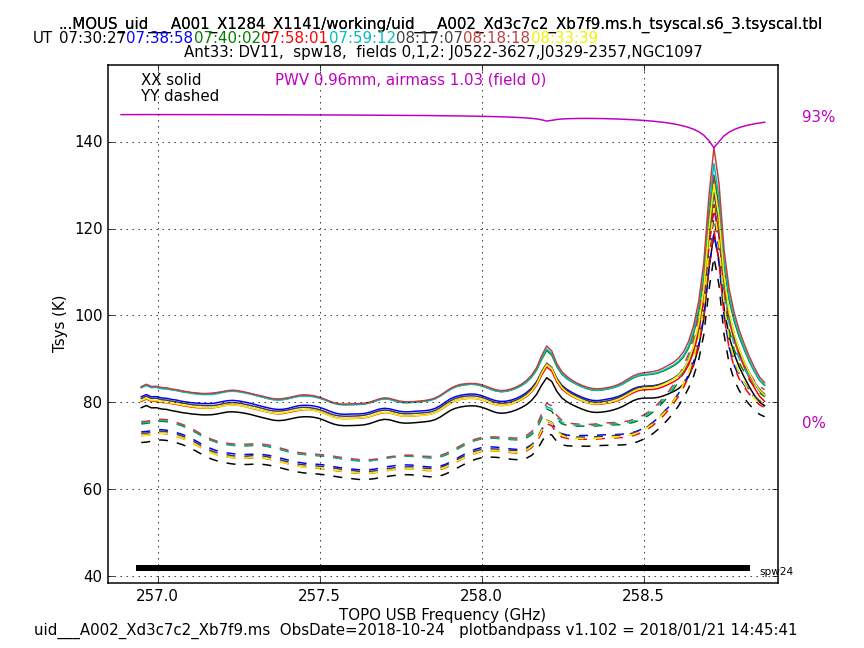 ...MOUS_uid___A001_X1284_X1141/working/uid___A002_Xd3c7c2_Xb7f9.ms.h_tsyscal.s6_3.tsyscal.tbl
UT 07:30:27 07:38:58 07:40:02 07:58:01 07:59:12 08:17:07 08:18:18 08:33:39
Ant33: DV11, spw18, fields 0,1,2: J0522-3627,J0329-2357,NGC1097
XX solid PWV 0.96mm, airmass 1.03 (field 0)
YY dashed
93%
140
120
100
80
60
40
0%
Tsys (K)
spw24
257.0 257.5 258.0 258.5
TOPO USB Frequency (GHz)
uid___A002_Xd3c7c2_Xb7f9.ms ObsDate=2018-10-24 plotbandpass v1.102 = 2018/01/21 14:45:41